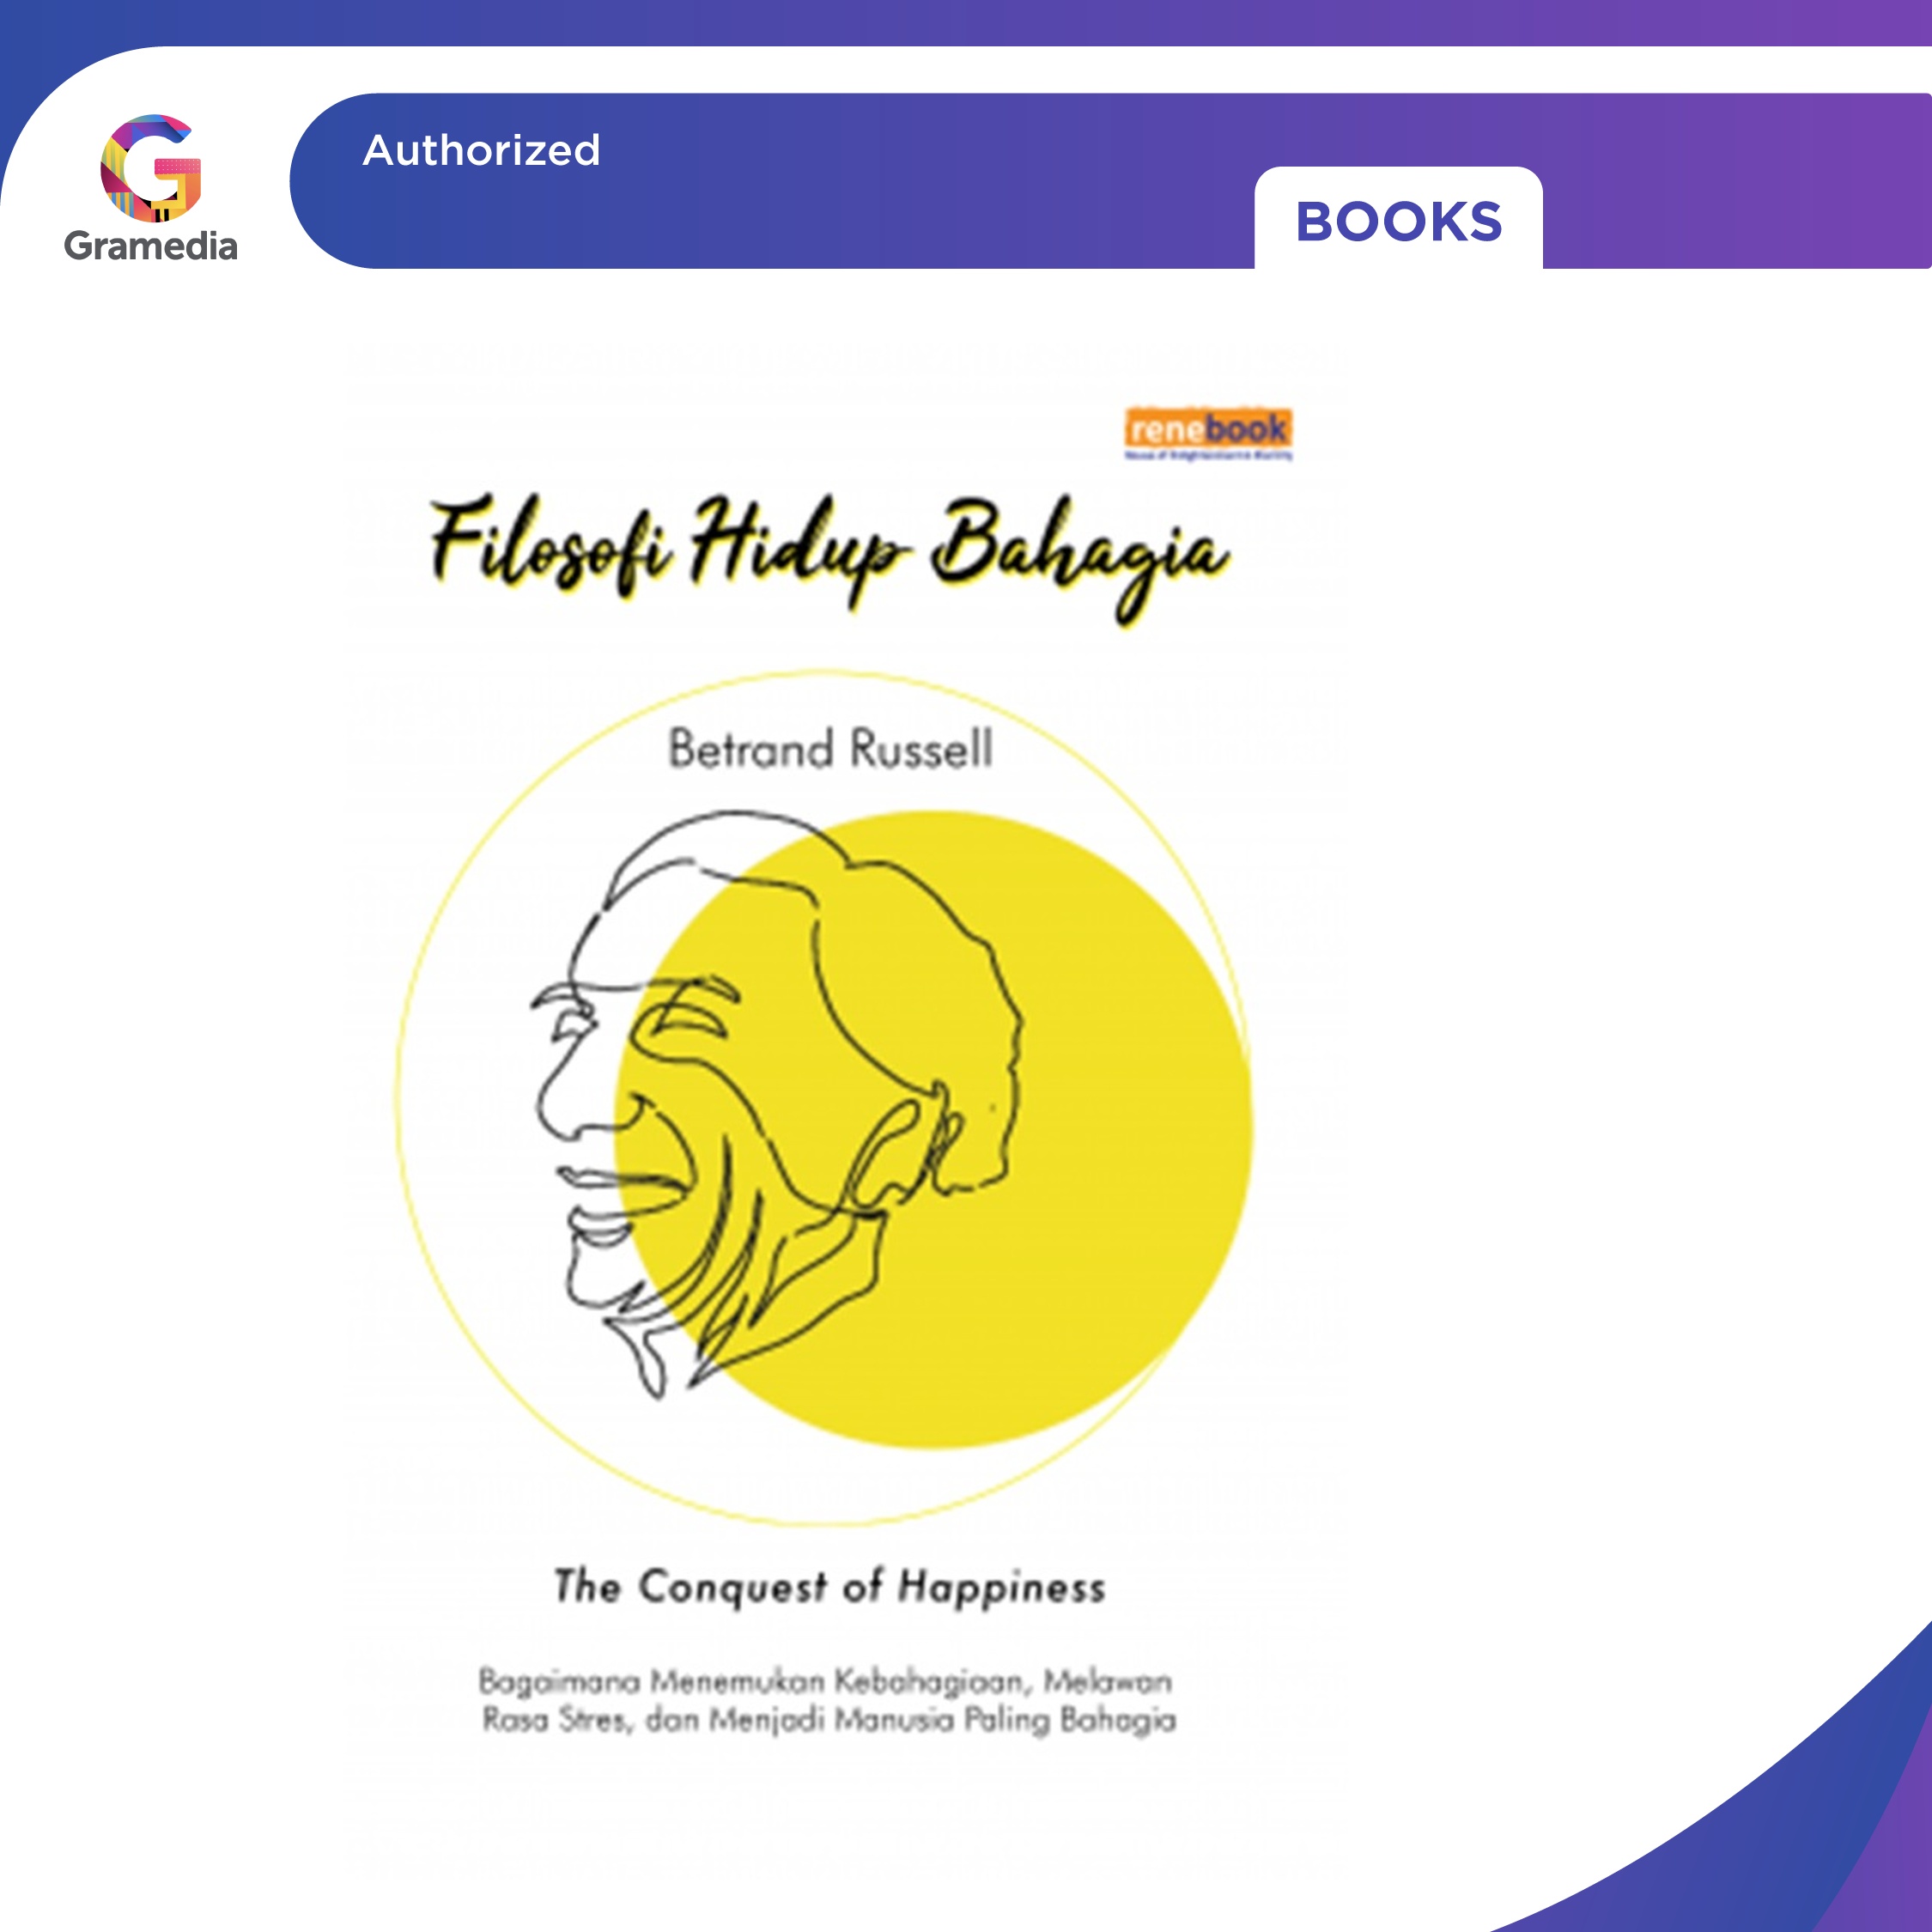 Authorized
BOOKS
Gramedia
renebook
Filosofi Hidup Bahagia
Betrand Russell
The Conquest of Happiness
Bagaimana Menemukan Kebahagiaan, Melawan
Rasa Stres, dan Menjadi Manusia Paling Bahagia